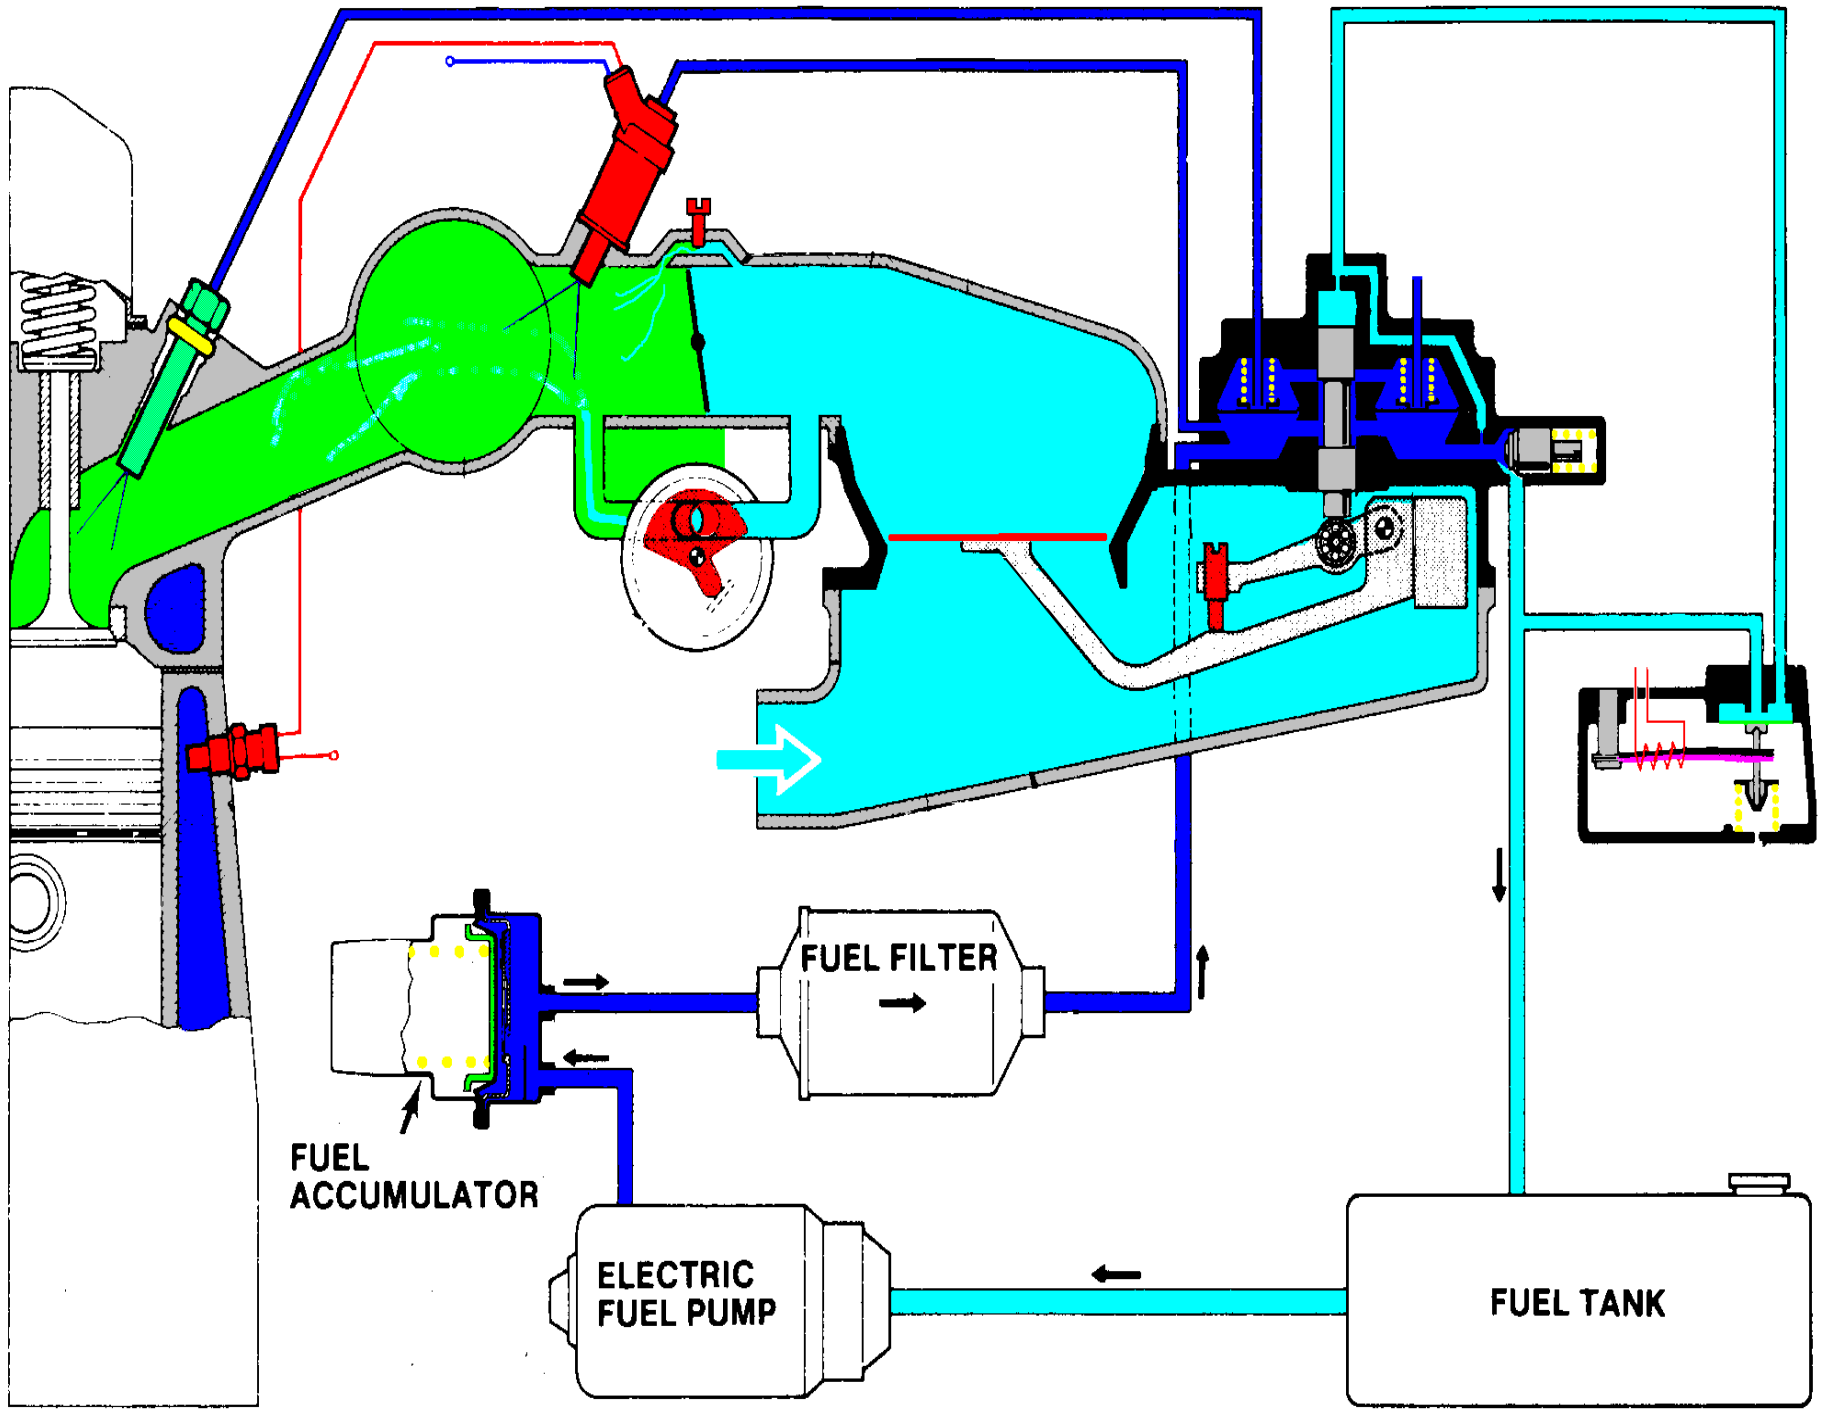 FUEL FILTER
FUEL
ACCUMULATOR
ELECTRIC
FUEL PUMP
FUEL TANK